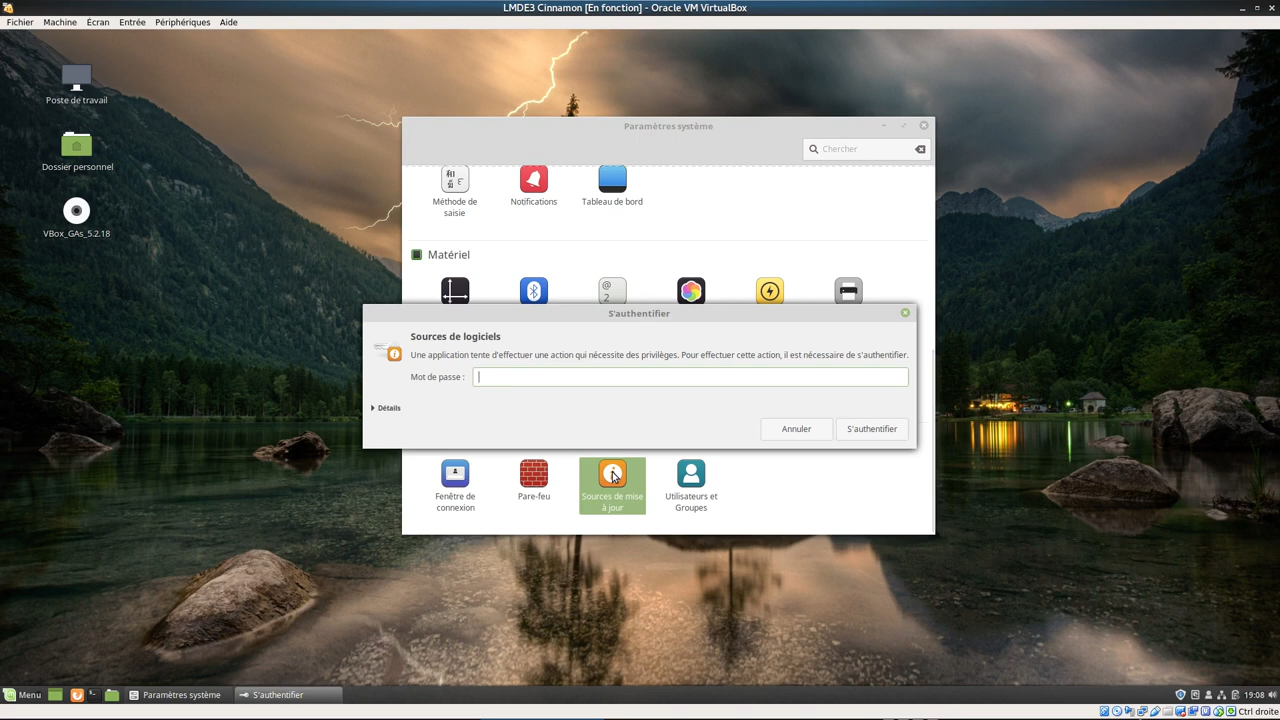 LMDE3 Cinnamon [En fonction] - Oracle VM VirtualBox
Fichier Machine Écran Entrée Périphériques Aide
Poste de travail
Dossier personnel
VBox_GAs_5.2.18
Paramètres système
Chercher
Méthode de saisie
Notifications
Tableau de bord
Matériel
@
2
S'authentifier
Sources de logiciels
Une application tente d'effectuer une action qui nécessite des privilèges. Pour effectuer cette action, il est nécessaire de s'authentifier.
Mot de passe :
Détails
Annuler S'authentifier
Fenêtre de connexion
Pare-feu
Sources de mise à jour
Utilisateurs et Groupes
Menu Paramètres système S'authentifier 19:08
Ctrl droite